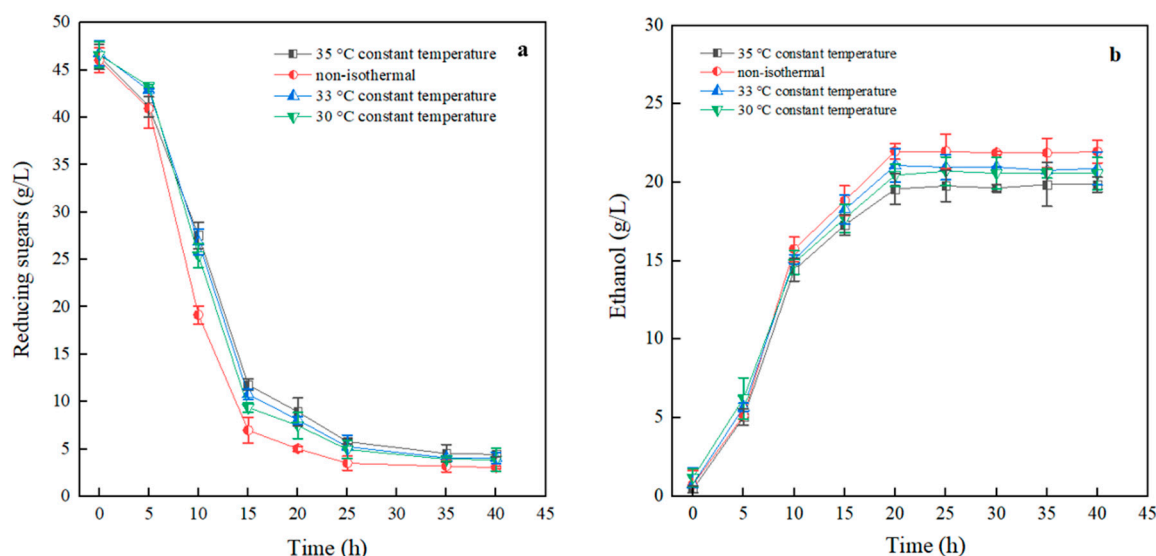 50
45
40
35
30
25
20
15
10
5
0
Reducing sugars (g/L)
a
35 °C constant temperature
non-isothermal
33 °C constant temperature
30 °C constant temperature
0 5 10 15 20 25 30 35 40 45
Time (h)
30
25
20
15
10
5
0
Ethanol (g/L)
b
35 °C constant temperature
non-isothermal
33 °C constant temperature
30 °C constant temperature
0 5 10 15 20 25 30 35 40 45
Time (h)